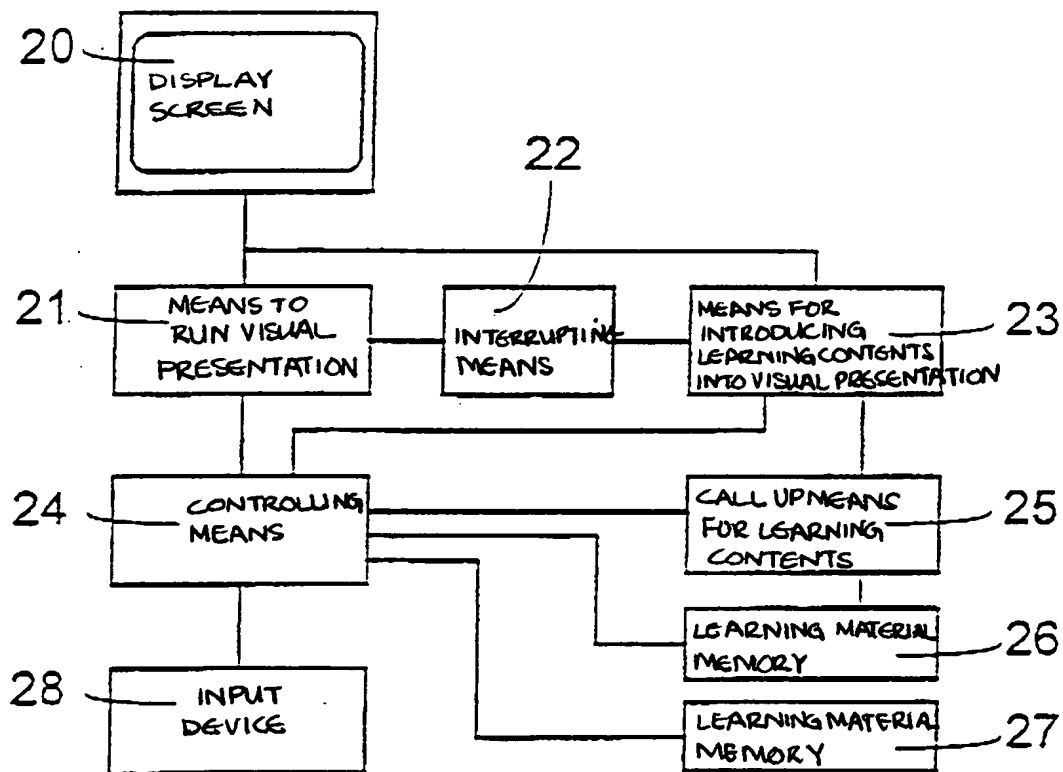 20
DISPLAY
SCREEN
22
21
MEANS TO
RUN VISUAL
PRESENTATION
INTERRUPTING
MEANS
MEANS FOR
INTRODUCING
LEARNING CONTENTS
INTO VISUAL PRESENTATION
23
24
CONTROLLING
MEANS
CALL UP MEANS
FOR LEARNING
CONTENTS
25
LEARNING MATERIAL
MEMORY
26
28
INPUT
DEVICE
LEARNING MATERIAL
MEMORY
27